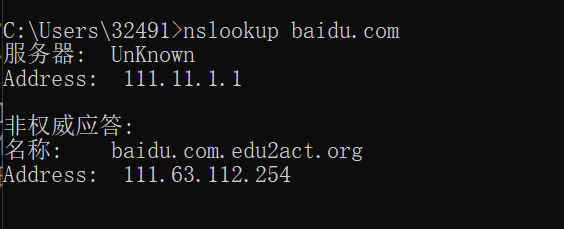 C:\Users\32491>nslookup baidu.com
服务器:  UnKnown
Address:  111.11.1.1
非权威应答:
名称:    baidu.com.edu2act.org
Address:  111.63.112.254